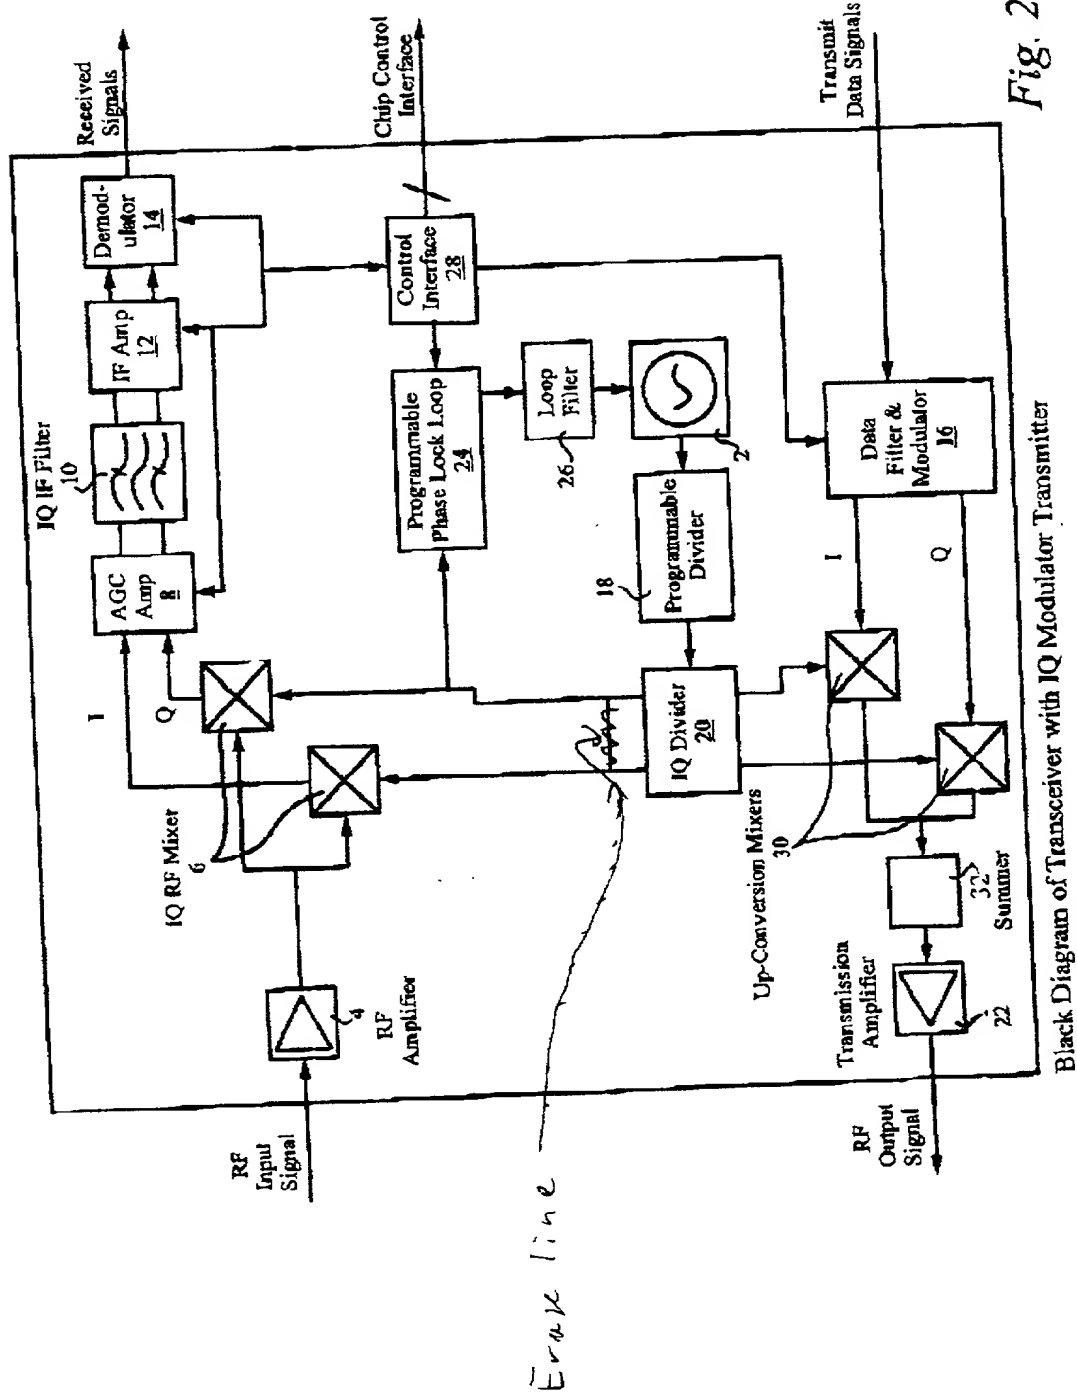 RF
Input
Signal
4
RF
Amplifier
IQ RF Mixer
6
I
Q
AGC
Amp
8
IQ IF Filter
10
IF Amp
12
Demod-
ulator
14
Received
Signals
Chip Control
Interface
Control
Interface
28
Programmable
Phase Lock Loop
24
Loop
Filter
26
2
Programmable
Divider
18
IQ Divider
20
Erase line
Transmit
Data Signals
Data
Filter &
Modulator
16
I
Q
Up-Conversion Mixers
30
32
Summer
Transmission
Amplifier
22
RF
Output
Signal
Black Diagram of Transceiver with IQ Modulator Transmitter
Fig. 2